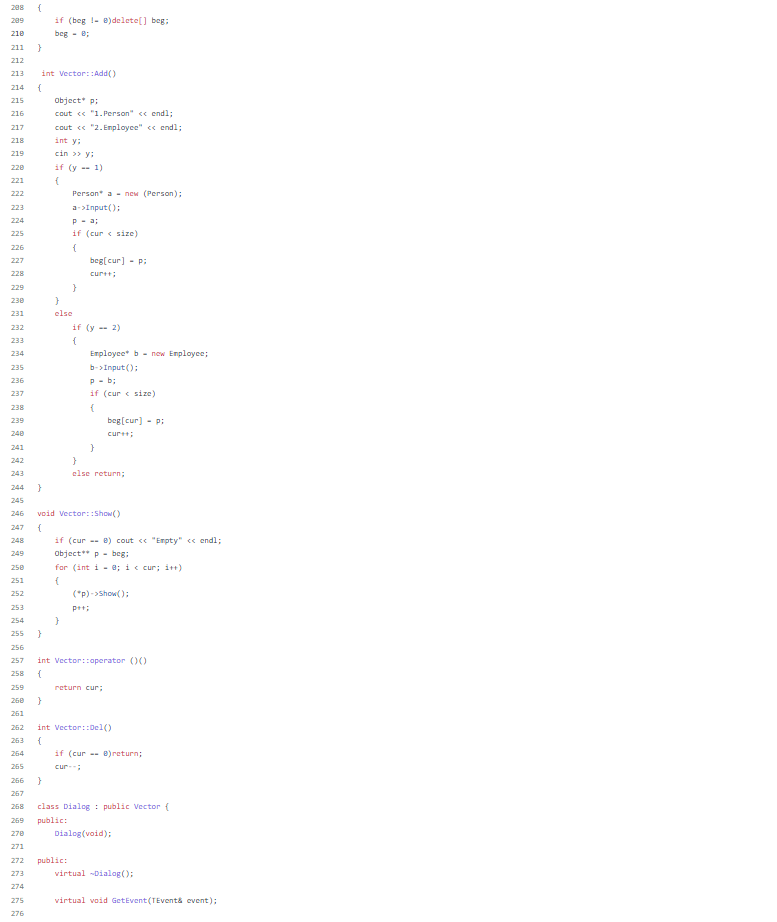 208 {
209 if (beg != 0)delete[] beg;
210 beg = 0;
211 }
212
213 int Vector::Add()
214 {
215 Object* p;
216 cout << "1.Person" << endl;
217 cout << "2.Employee" << endl;
218 int y;
219 cin >> y;
220 if (y == 1)
221 {
222 Person* a = new (Person);
223 a->Input();
224 p = a;
225 if (cur < size)
226 {
227 beg[cur] = p;
228 cur++;
229 }
230 }
231 else
232 if (y == 2)
233 {
234 Employee* b = new Employee;
235 b->Input();
236 p = b;
237 if (cur < size)
238 {
239 beg[cur] = p;
240 cur++;
241 }
242 }
243 else return;
244 }
245
246 void Vector::Show()
247 {
248 if (cur == 0) cout << "Empty" << endl;
249 Object** p = beg;
250 for (int i = 0; i < cur; i++)
251 {
252 (*p)->Show();
253 p++;
254 }
255 }
256
257 int Vector::operator ()()
258 {
259 return cur;
260 }
261
262 int Vector::Del()
263 {
264 if (cur == 0)return;
265 cur--;
266 }
267
268 class Dialog : public Vector {
269 public:
270 Dialog(void);
271
272 public:
273 virtual ~Dialog();
274
275 virtual void GetEvent(TEvent& event);
276